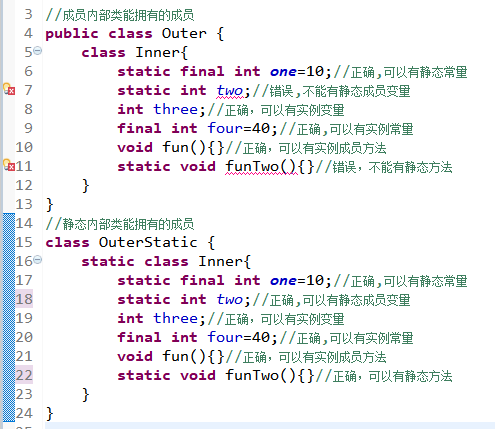 3 //成员内部类能拥有的成员
4 public class Outer {
5 class Inner{
6 static final int one=10;//正确,可以有静态常量
7 static int two;//错误,不能有静态成员变量
8 int three;//正确，可以有实例变量
9 final int four=40;//正确,可以有实例常量
10 void fun(){}//正确，可以有实例成员方法
11 static void funTwo(){}//错误，不能有静态方法
12 }
13 }
14 //静态内部类能拥有的成员
15 class OuterStatic {
16 static class Inner{
17 static final int one=10;//正确,可以有静态常量
18 static int two;//正确,可以有静态成员变量
19 int three;//正确，可以有实例变量
20 final int four=40;//正确,可以有实例常量
21 void fun(){}//正确，可以有实例成员方法
22 static void funTwo(){}//正确，可以有静态方法
23 }
24 }